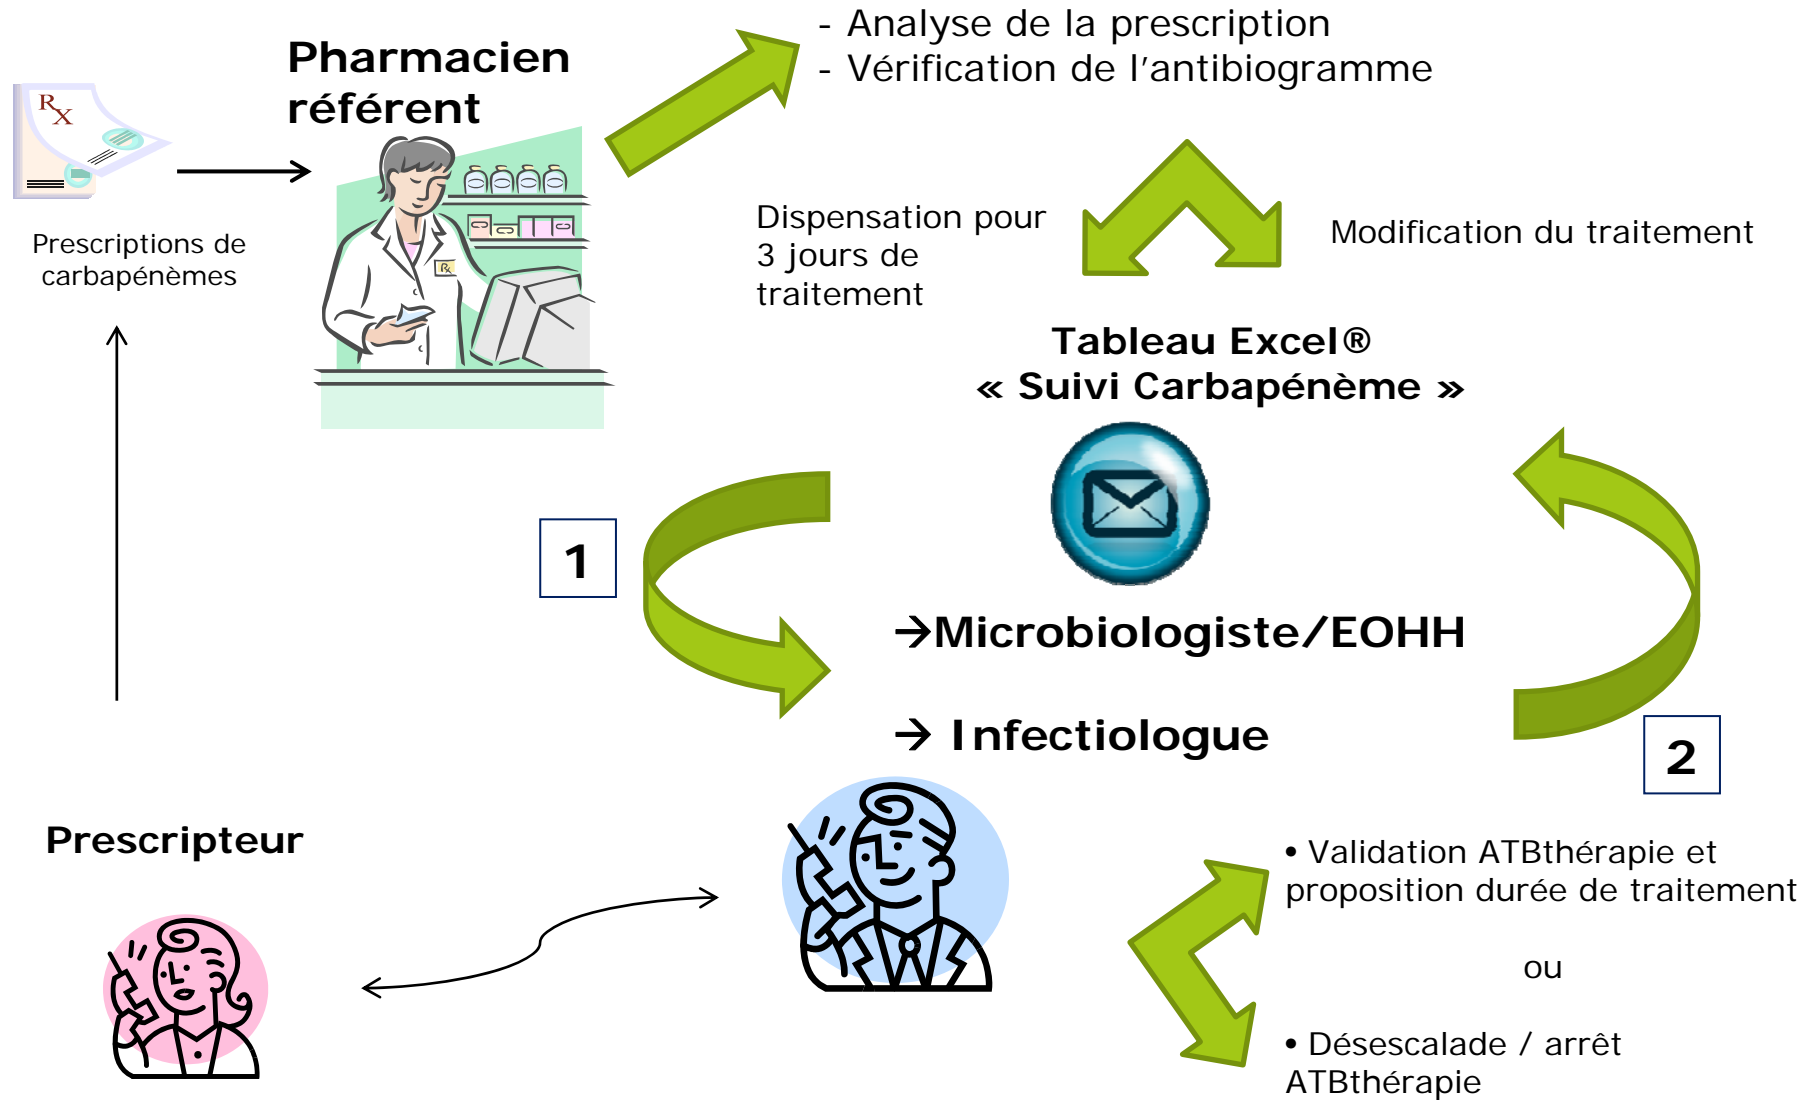 - Analyse de la prescription
- Vérification de l’antibiogramme
Pharmacien
référent
RX
Prescriptions de
carbapénèmes
Rx
Dispensation pour
3 jours de
traitement
Modification du traitement
Tableau Excel®
« Suivi Carbapénème »
1
→Microbiologiste/EOHH
→ Infectiologue
2
Prescripteur
• Validation ATBthérapie et
proposition durée de traitement
ou
• Désescalade / arrêt
ATBthérapie